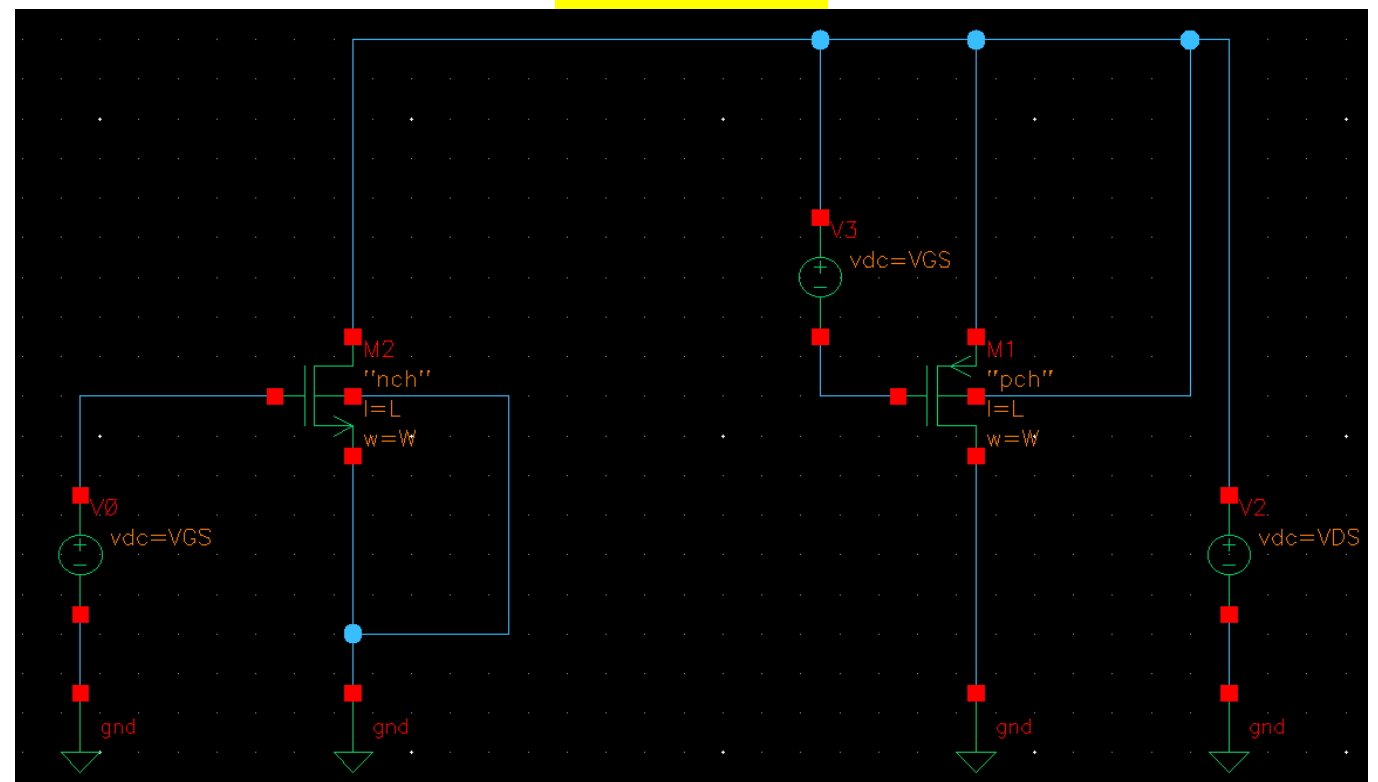 V3
vdc=VGS
M2
"nch"
l=L
w=W
M1
"pch"
l=L
w=W
V0
vdc=VGS
V2
vdc=VDS
gnd
gnd
gnd
gnd